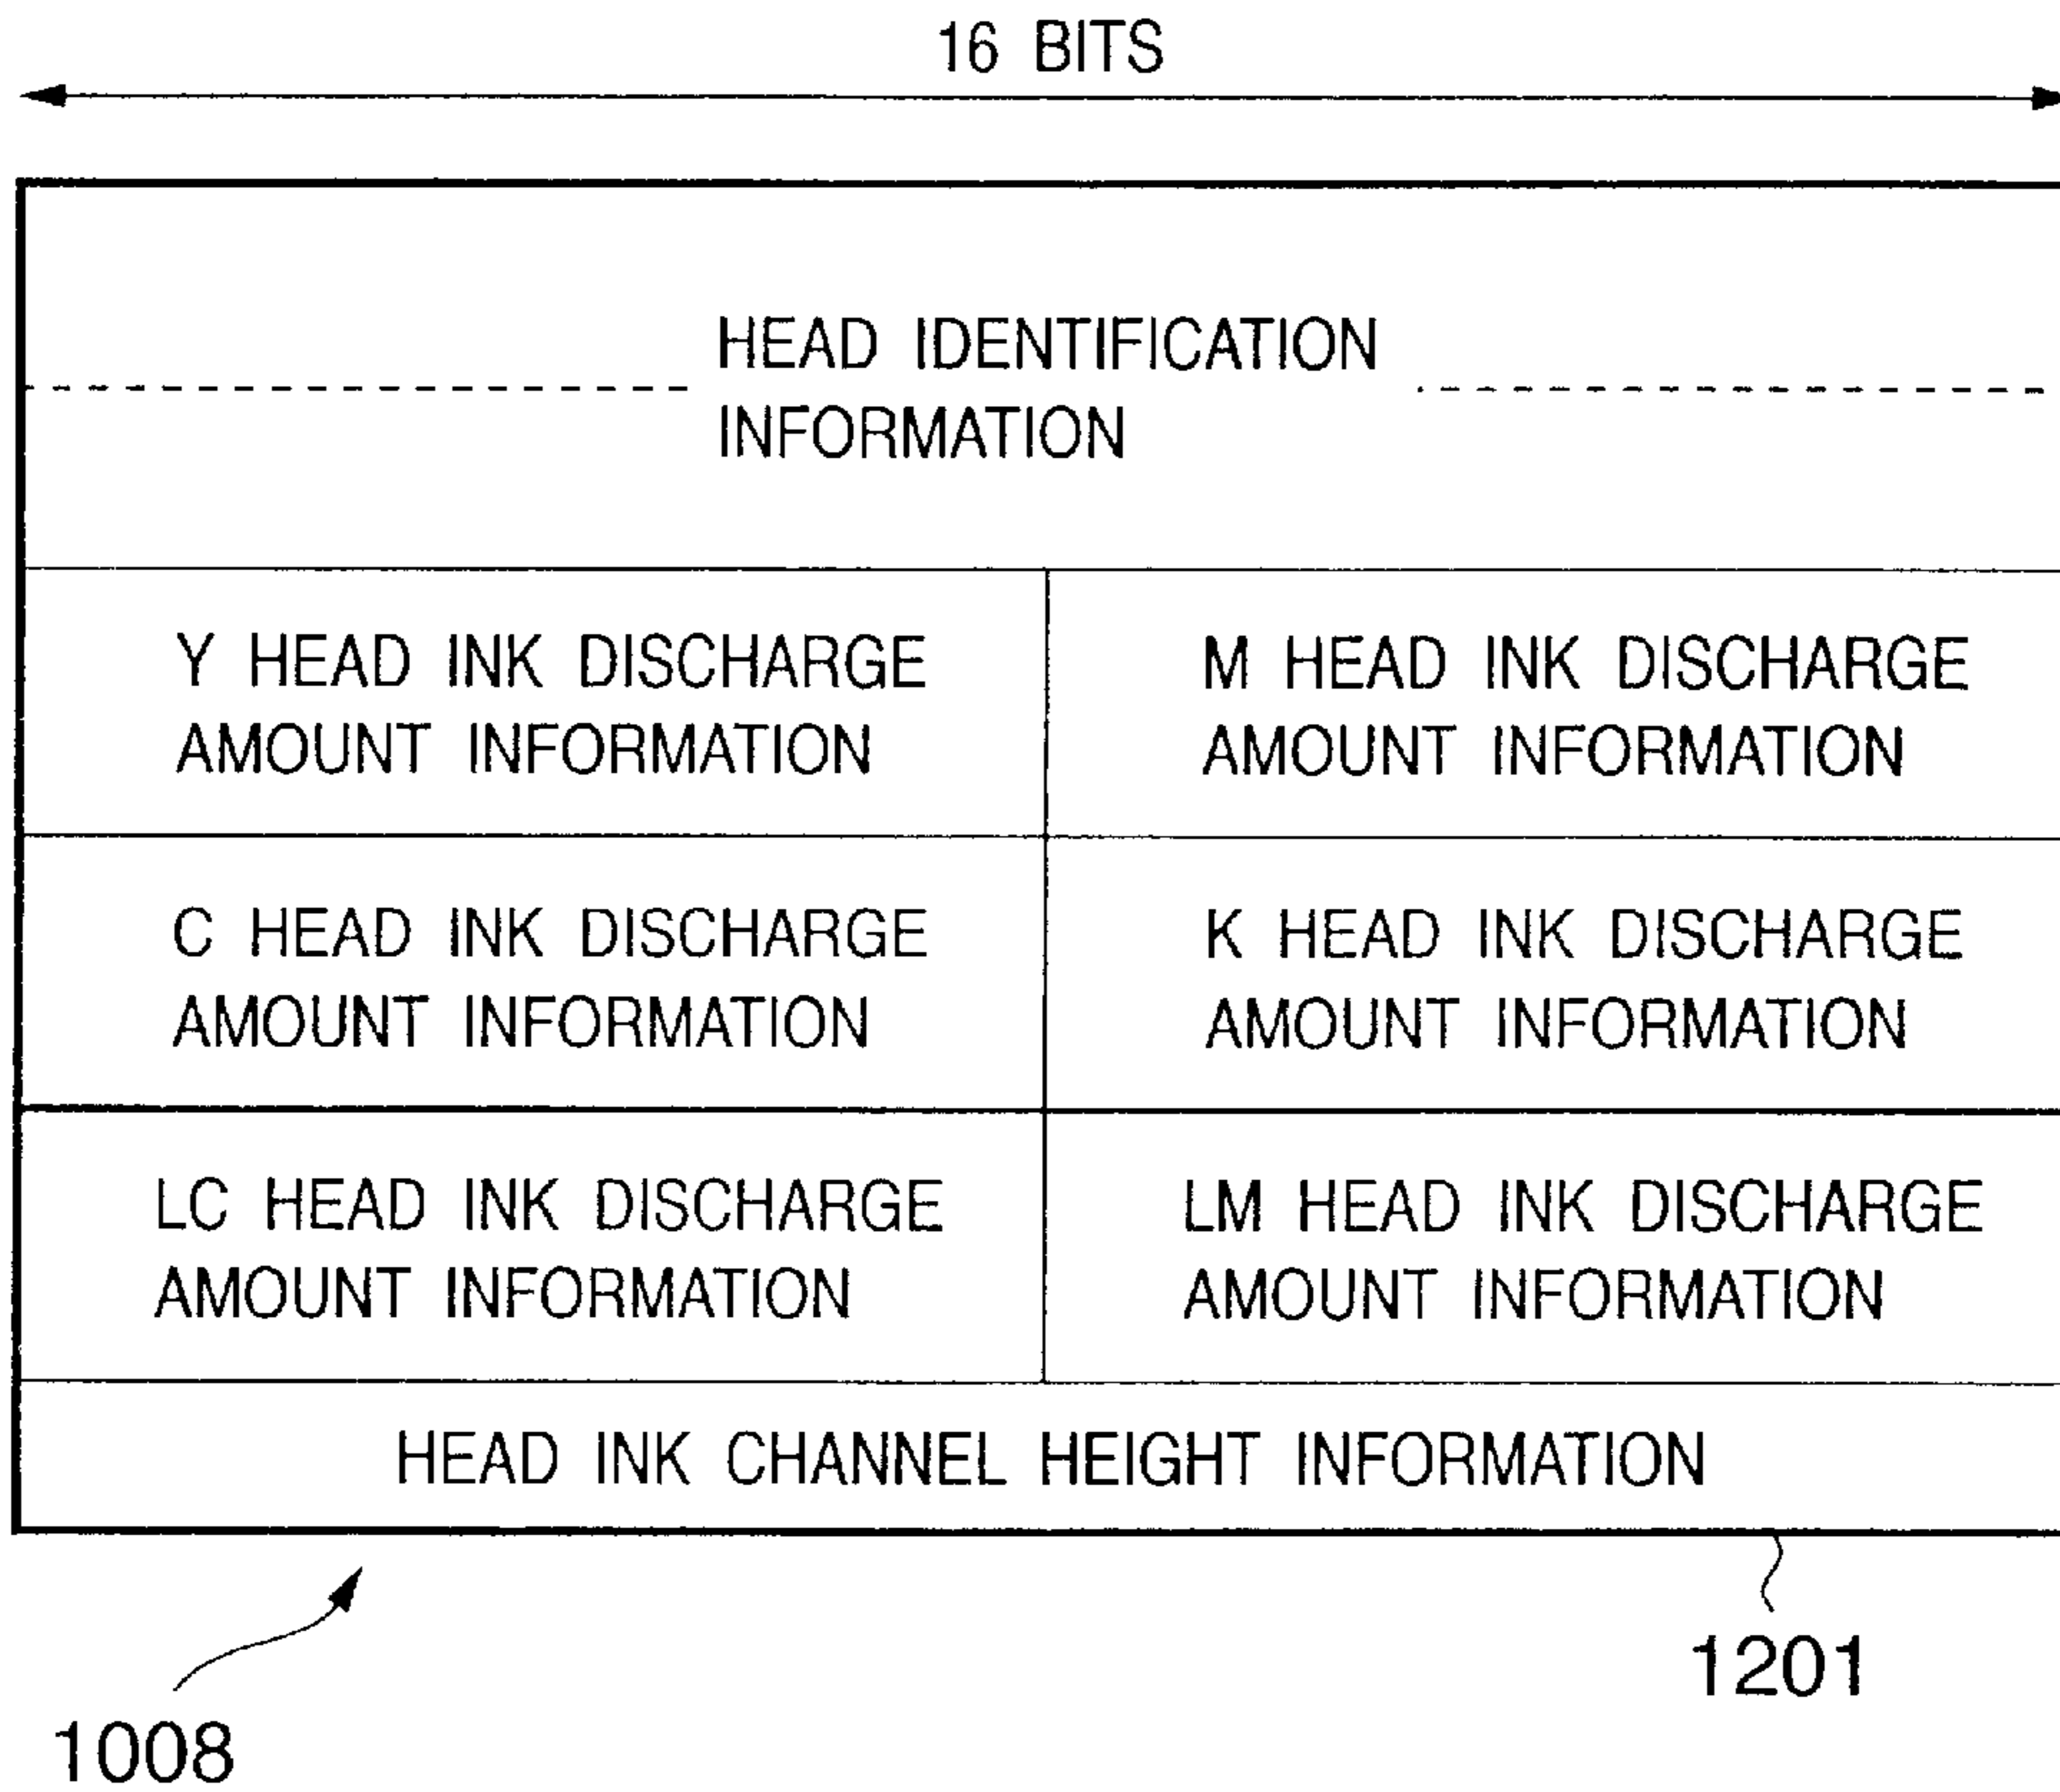 16 BITS
HEAD IDENTIFICATION
INFORMATION
Y HEAD INK DISCHARGE
AMOUNT INFORMATION
M HEAD INK DISCHARGE
AMOUNT INFORMATION
C HEAD INK DISCHARGE
AMOUNT INFORMATION
K HEAD INK DISCHARGE
AMOUNT INFORMATION
LC HEAD INK DISCHARGE
AMOUNT INFORMATION
LM HEAD INK DISCHARGE
AMOUNT INFORMATION
HEAD INK CHANNEL HEIGHT INFORMATION
1201
1008